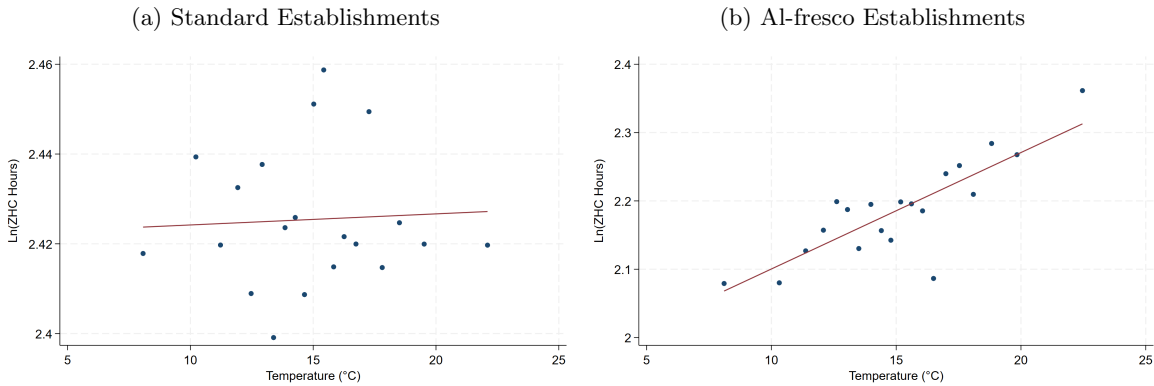 (a) Standard Establishments
2.46
2.44
2.42
2.4
Ln(ZHC Hours)
5 10 15 20 25
Temperature (°C)
(b) Al-fresco Establishments
2.4
2.3
2.2
2.1
2
Ln(ZHC Hours)
5 10 15 20 25
Temperature (°C)